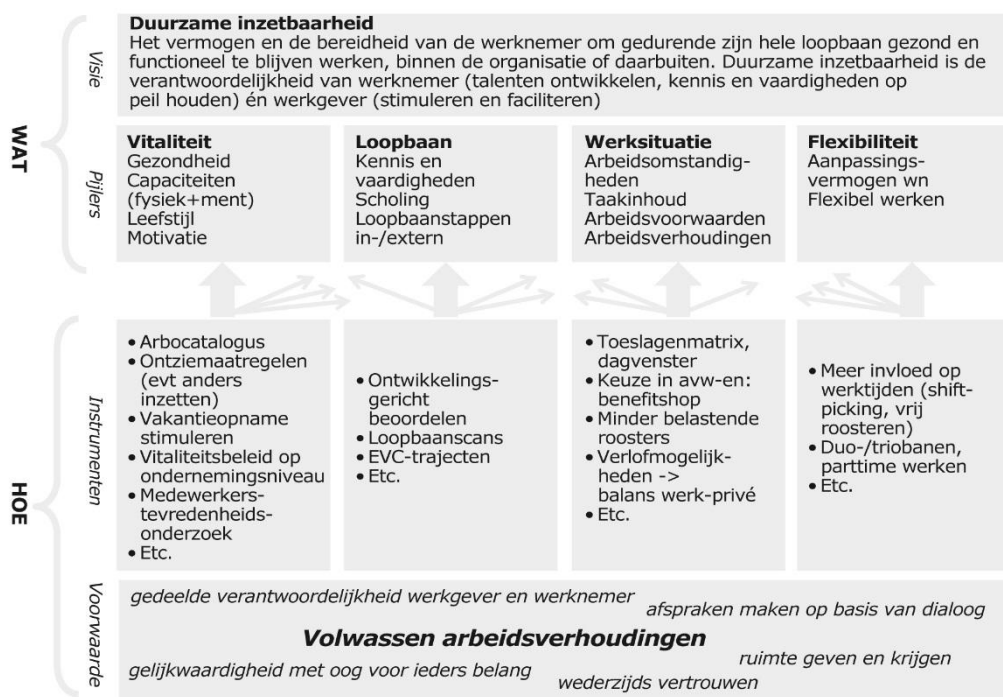 WAT
Visie
Duurzame inzetbaarheid
Het vermogen en de bereidheid van de werknemer om gedurende zijn hele loopbaan gezond en
functioneel te blijven werken, binnen de organisatie of daarbuiten. Duurzame inzetbaarheid is de
verantwoordelijkheid van werknemer (talenten ontwikkelen, kennis en vaardigheden op
peil houden) én werkgever (stimuleren en faciliteren)
Pijlers
Vitaliteit
Gezondheid
Capaciteiten
(fysiek+ment)
Leefstijl
Motivatie
Loopbaan
Kennis en
vaardigheden
Scholing
Loopbaanstappen
in-/extern
Werksituatie
Arbeidsomstandig-
heden
Taakinhoud
Arbeidsvoorwaarden
Arbeidsverhoudingen
Flexibiliteit
Aanpassings-
vermogen wn
Flexibel werken
HOE
Instrumenten
• Arbocatalogus
• Ontziemaatregelen
(evt anders
inzetten)
• Vakantieopname
stimuleren
• Vitaliteitsbeleid op
ondernemingsniveau
• Medewerkers-
tevredenheids-
onderzoek
• Etc.
• Ontwikkelings-
gericht
beoordelen
• Loopbaanscans
• EVC-trajecten
• Etc.
• Toeslagenmatrix,
dagvenster
• Keuze in avw-en:
benefitshop
• Minder belastende
roosters
• Verlofmogelijk-
heden ->
balans werk-privé
• Etc.
• Meer invloed op
werktijden (shift-
picking, vrij
roosteren)
• Duo-/triobanen,
parttime werken
• Etc.
Voorwaarde
gedeelde verantwoordelijkheid werkgever en werknemer
afspraken maken op basis van dialoog
Volwassen arbeidsverhoudingen
ruimte geven en krijgen
gelijkwaardigheid met oog voor ieders belang
wederzijds vertrouwen